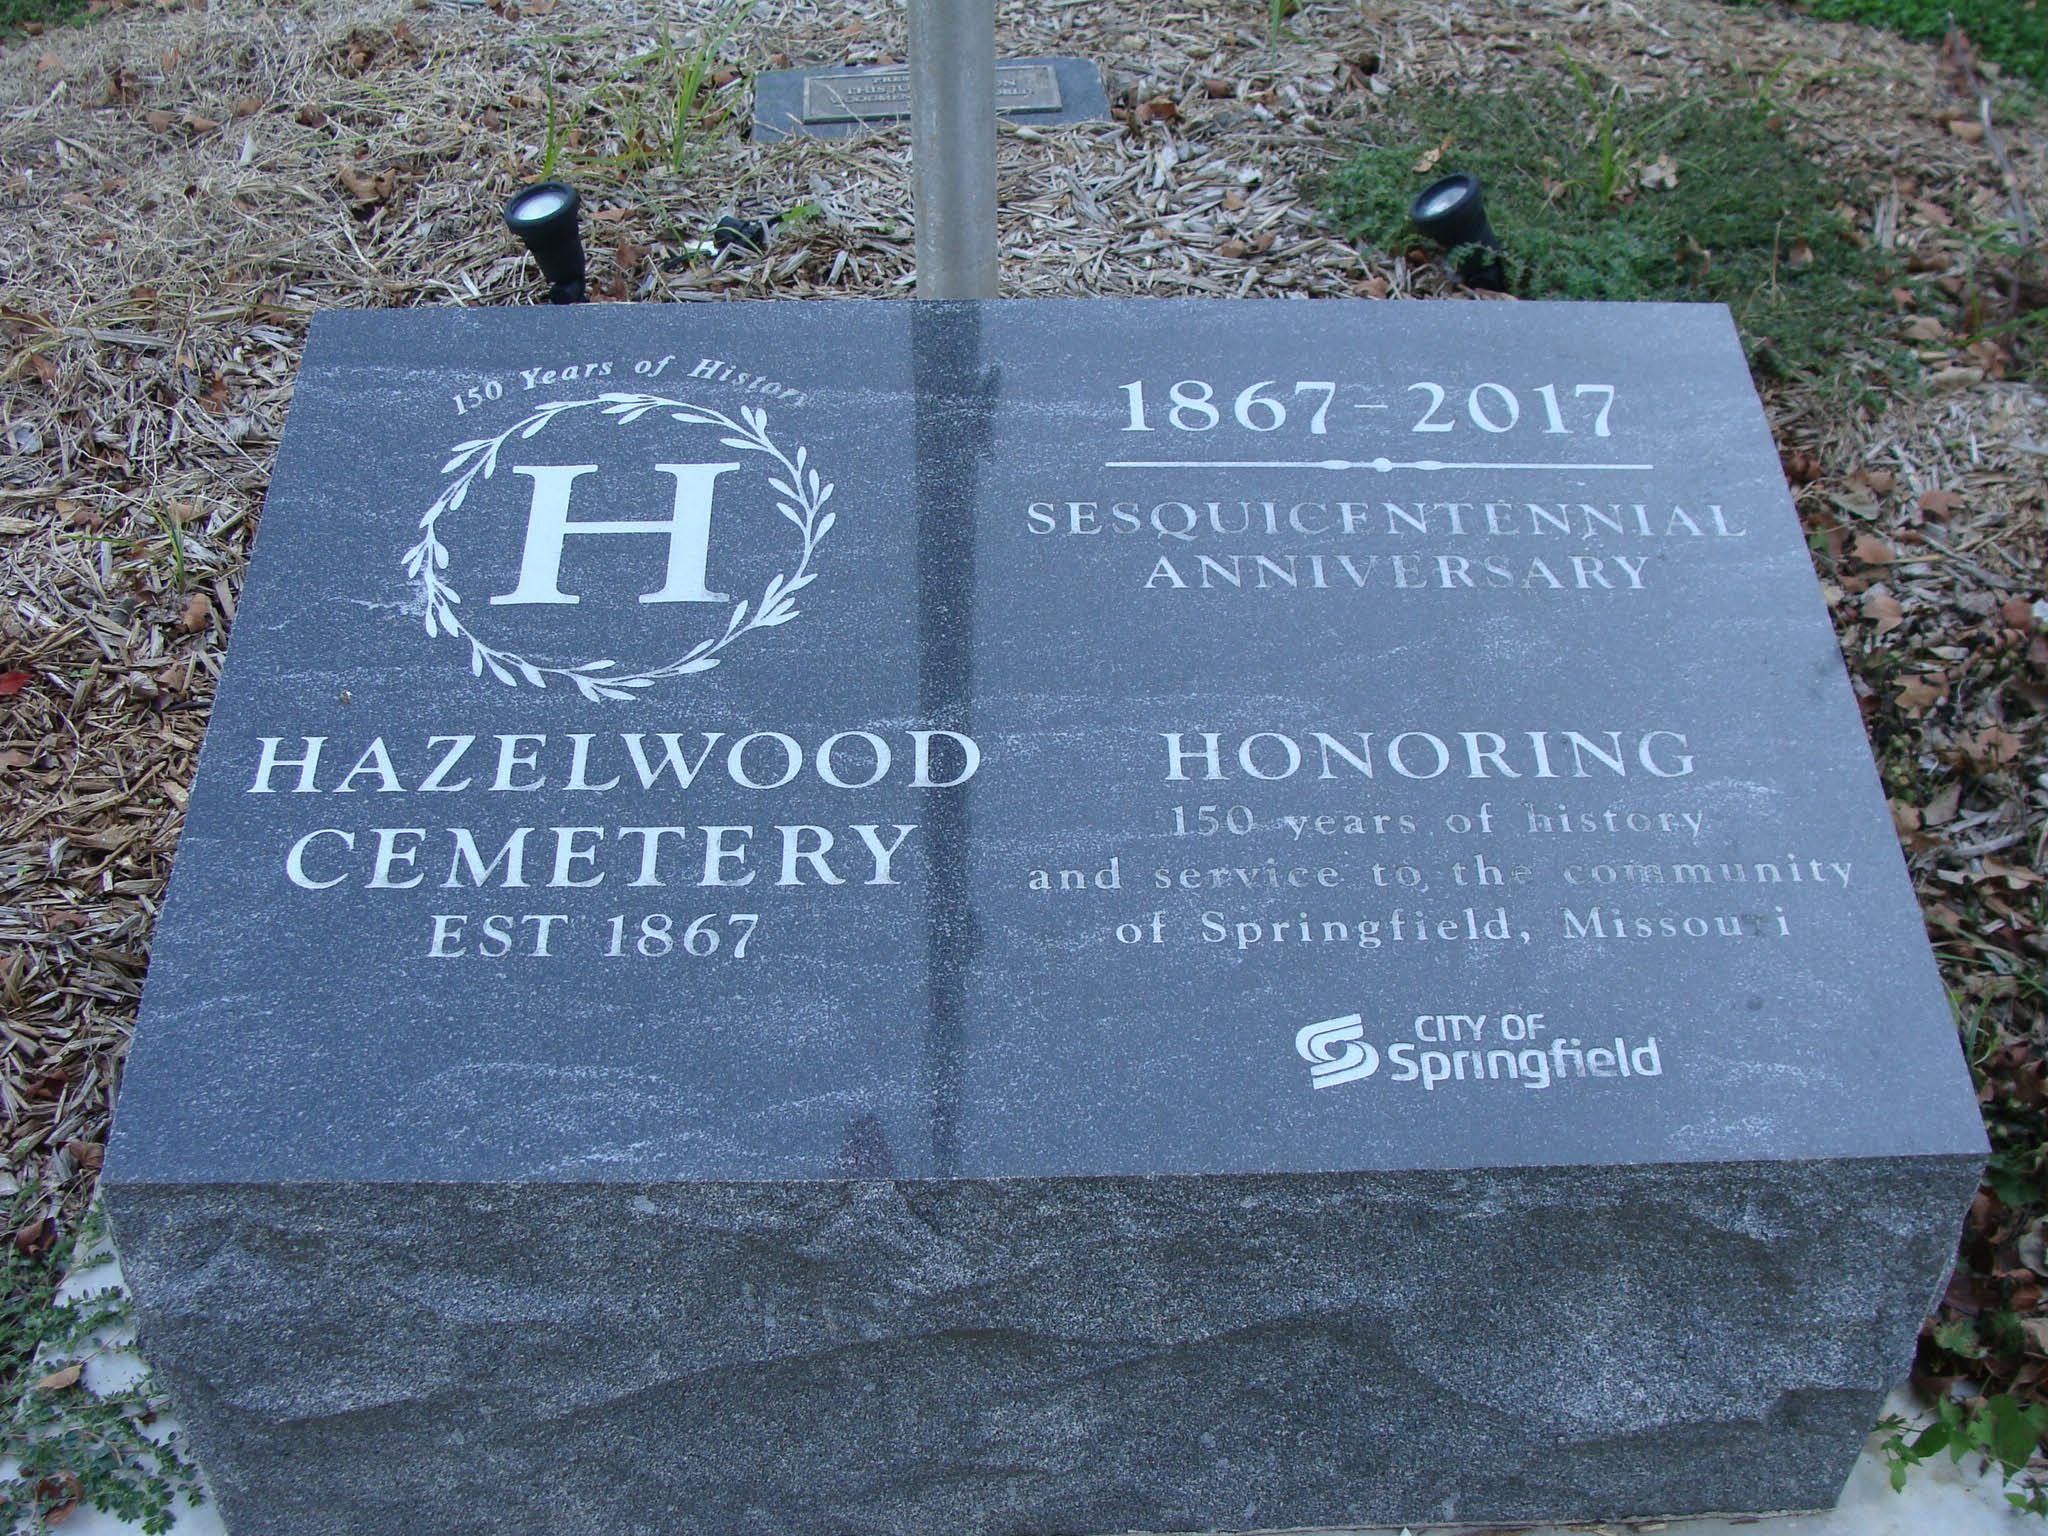 150 Years of History
H
HAZELWOOD
CEMETERY
EST 1867
1867-2017
SESQUICENTENNIAL
ANNIVERSARY
HONORING
150 years of history
and service to the community
of Springfield, Missouri
CITY OF
Springfield